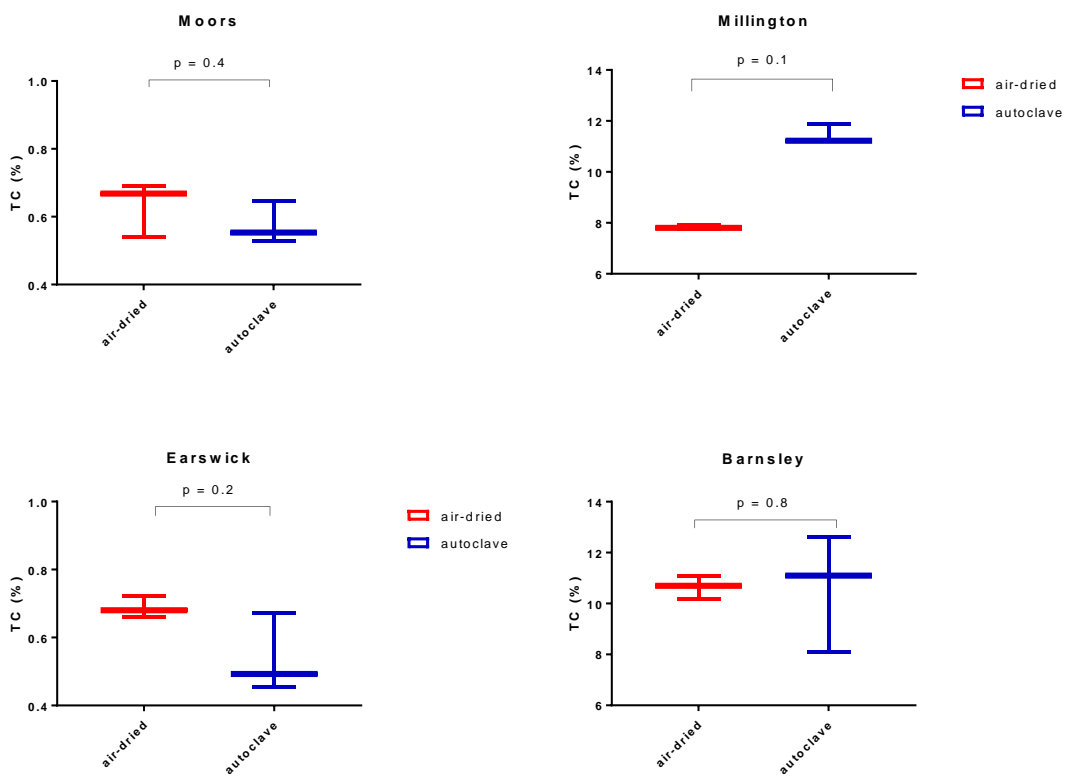 Moors
p = 0.4
TC (%)
1.0
0.8
0.6
0.4
air-dried
autoclave
Millington
p = 0.1
TC (%)
14
12
10
8
6
air-dried
autoclave
air-dried
autoclave
Earswick
p = 0.2
TC (%)
1.0
0.8
0.6
0.4
air-dried
autoclave
air-dried
autoclave
Barnsley
p = 0.8
TC (%)
14
12
10
8
6
air-dried
autoclave